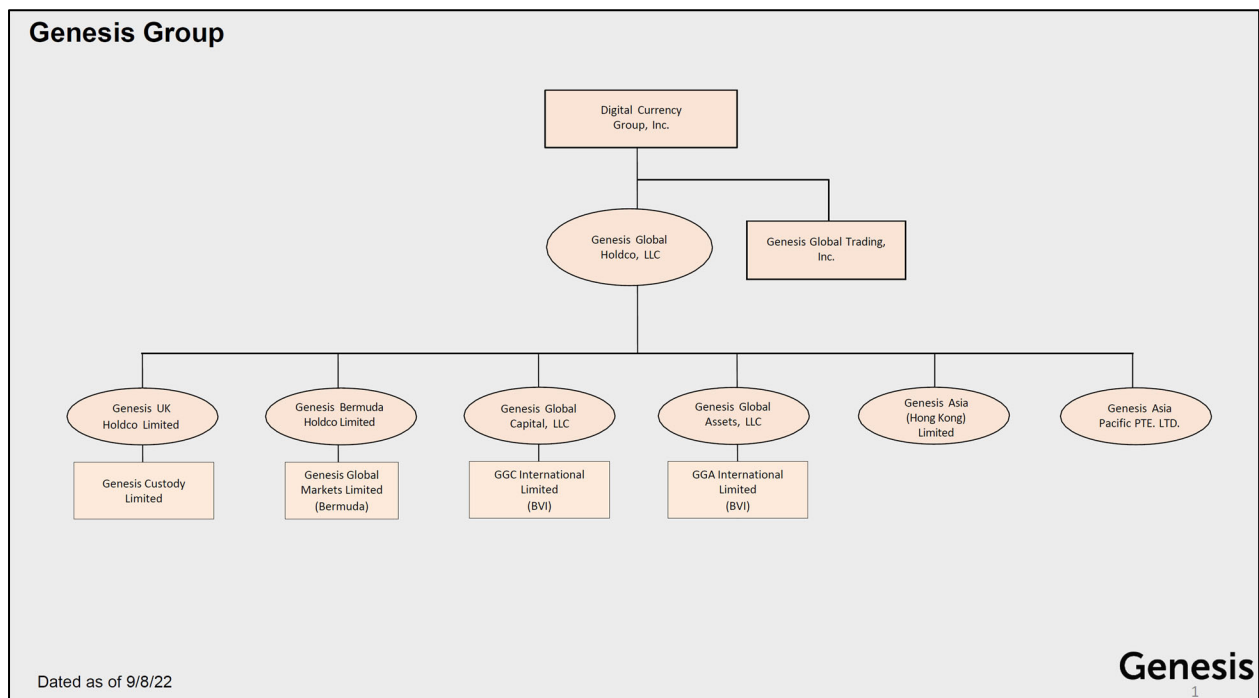 Genesis Group
Digital Currency
Group, Inc.
Genesis Global
Holdco, LLC
Genesis Global Trading,
Inc.
Genesis UK
Holdco Limited
Genesis Bermuda
Holdco Limited
Genesis Global
Capital, LLC
Genesis Global
Assets, LLC
Genesis Asia
(Hong Kong)
Limited
Genesis Asia
Pacific PTE. LTD.
Genesis Custody
Limited
Genesis Global
Markets Limited
(Bermuda)
GGC International
Limited
(BVI)
GGA International
Limited
(BVI)
Dated as of 9/8/22
Genesis
1